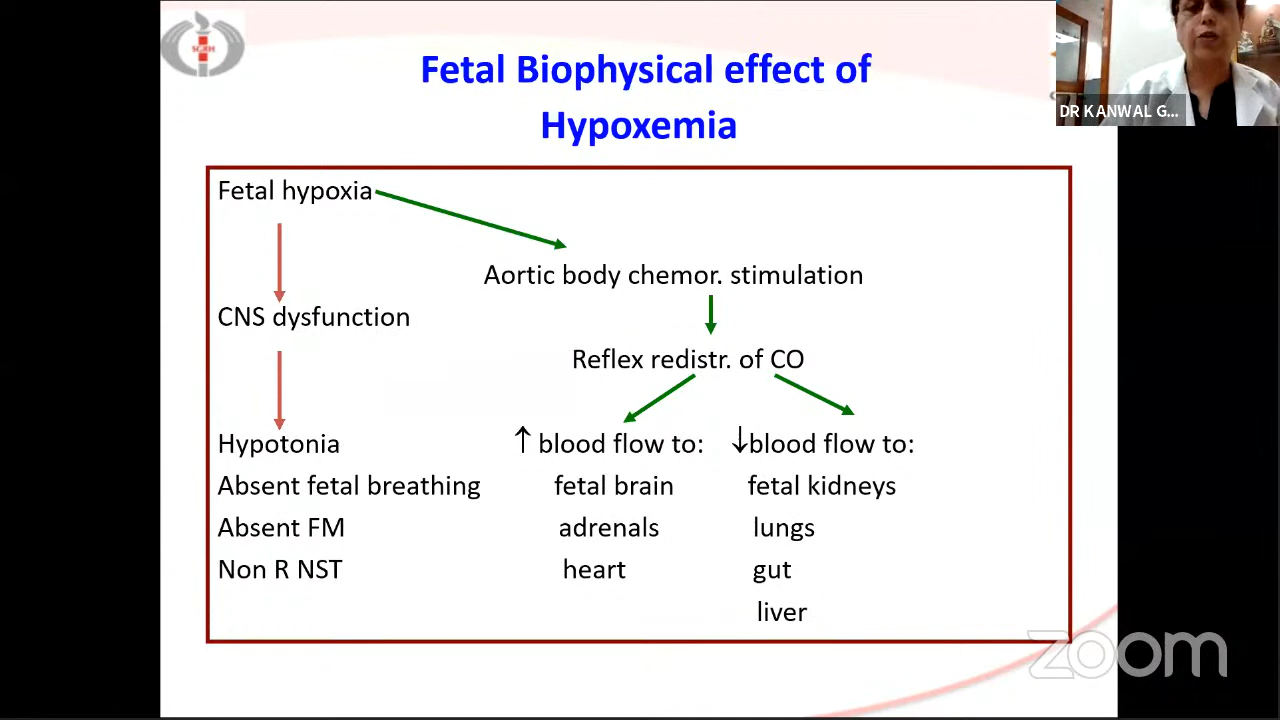 SGRH
Fetal Biophysical effect of
Hypoxemia
DR KANWAL G...
Fetal hypoxia
Aortic body chemor. stimulation
CNS dysfunction
Reflex redistr. of CO
Hypotonia
↑ blood flow to:
↓blood flow to:
Absent fetal breathing
fetal brain
fetal kidneys
Absent FM
adrenals
lungs
Non R NST
heart
gut
liver
zoom